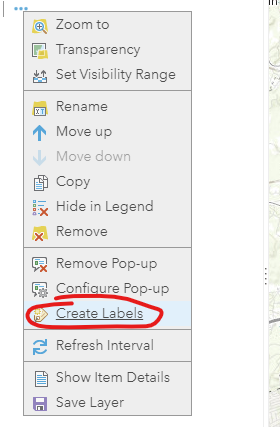 Zoom to
Transparency
Set Visibility Range
Rename
Move up
Move down
Copy
Hide in Legend
Remove
Remove Pop-up
Configure Pop-up
Create Labels
Refresh Interval
Show Item Details
Save Layer